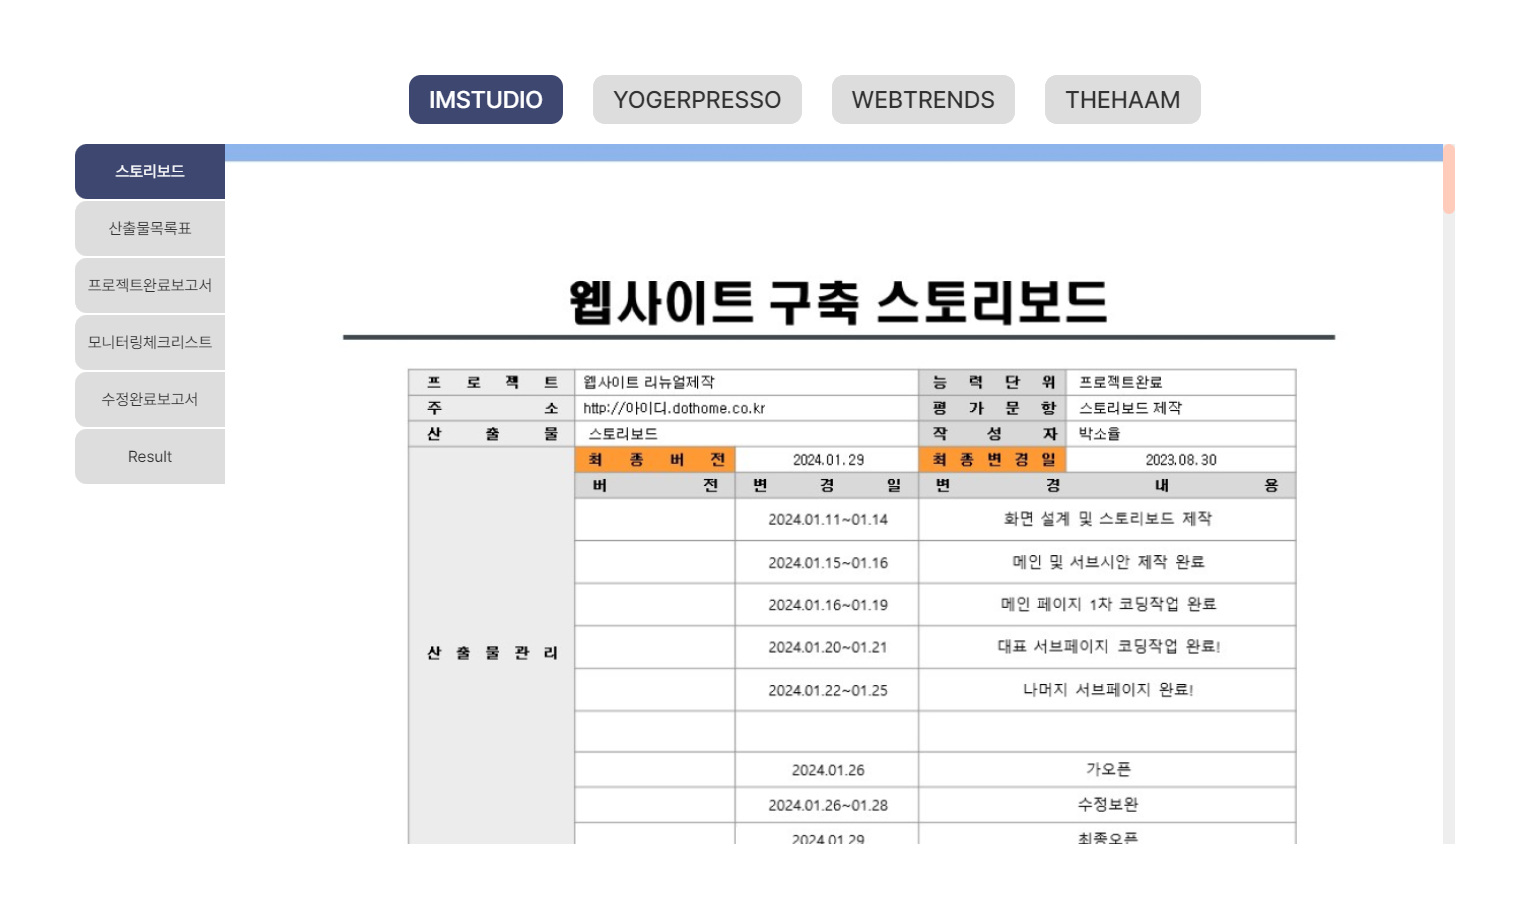 IMSTUDIO YOGERPRESSO WEBTRENDS THEHAAM
스토리보드
산출물목록표
프로젝트완료보고서
모니터링체크리스트
수정완료보고서
Result
웹사이트 구축 스토리보드
프 로 젝 트 웹사이트 리뉴얼제작 능 력 단 위 프로젝트완료
주 소 http://아이디.dothome.co.kr 평 가 문 항 스토리보드 제작
산 출 물 스토리보드 작 성 자 박소율
최 종 버 전 2024.01.29 최 종 변 경 일 2023.08.30
버 전 변 경 일 변 경 내 용
2024.01.11~01.14 화면 설계 및 스토리보드 제작
2024.01.15~01.16 메인 및 서브시안 제작 완료
2024.01.16~01.19 메인 페이지 1차 코딩작업 완료
2024.01.20~01.21 대표 서브페이지 코딩작업 완료!
산 출 물 관 리
2024.01.22~01.25 나머지 서브페이지 완료!
2024.01.26 가오픈
2024.01.26~01.28 수정보완
2024.01.29 최종오픈